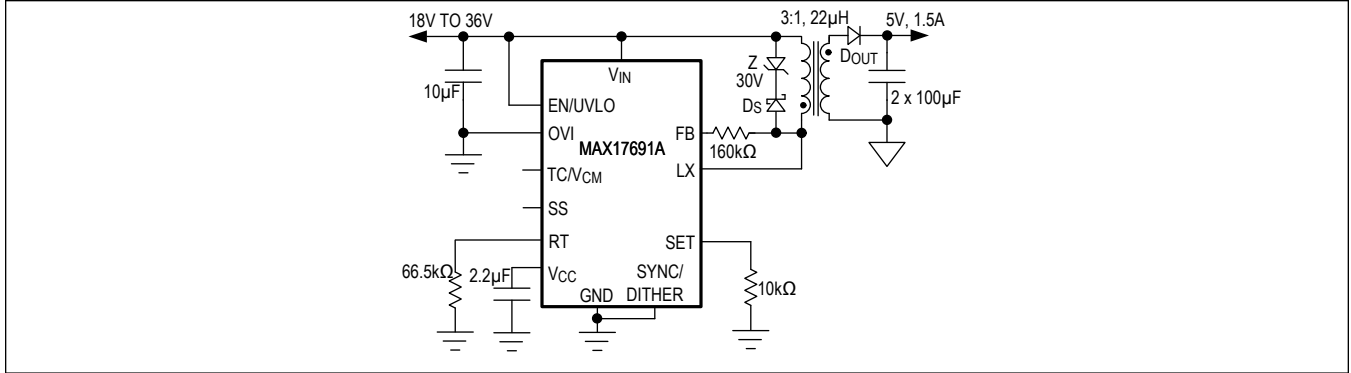 18V TO 36V
3:1, 22µH
5V, 1.5A
VIN
Z
30V
DOUT
10µF
EN/UVLO
DS
2 x 100µF
OVI
FB
MAX17691A
160kΩ
TC/VCM
LX
SS
RT
SET
66.5kΩ
2.2µF
VCC
SYNC/
DITHER
10kΩ
GND